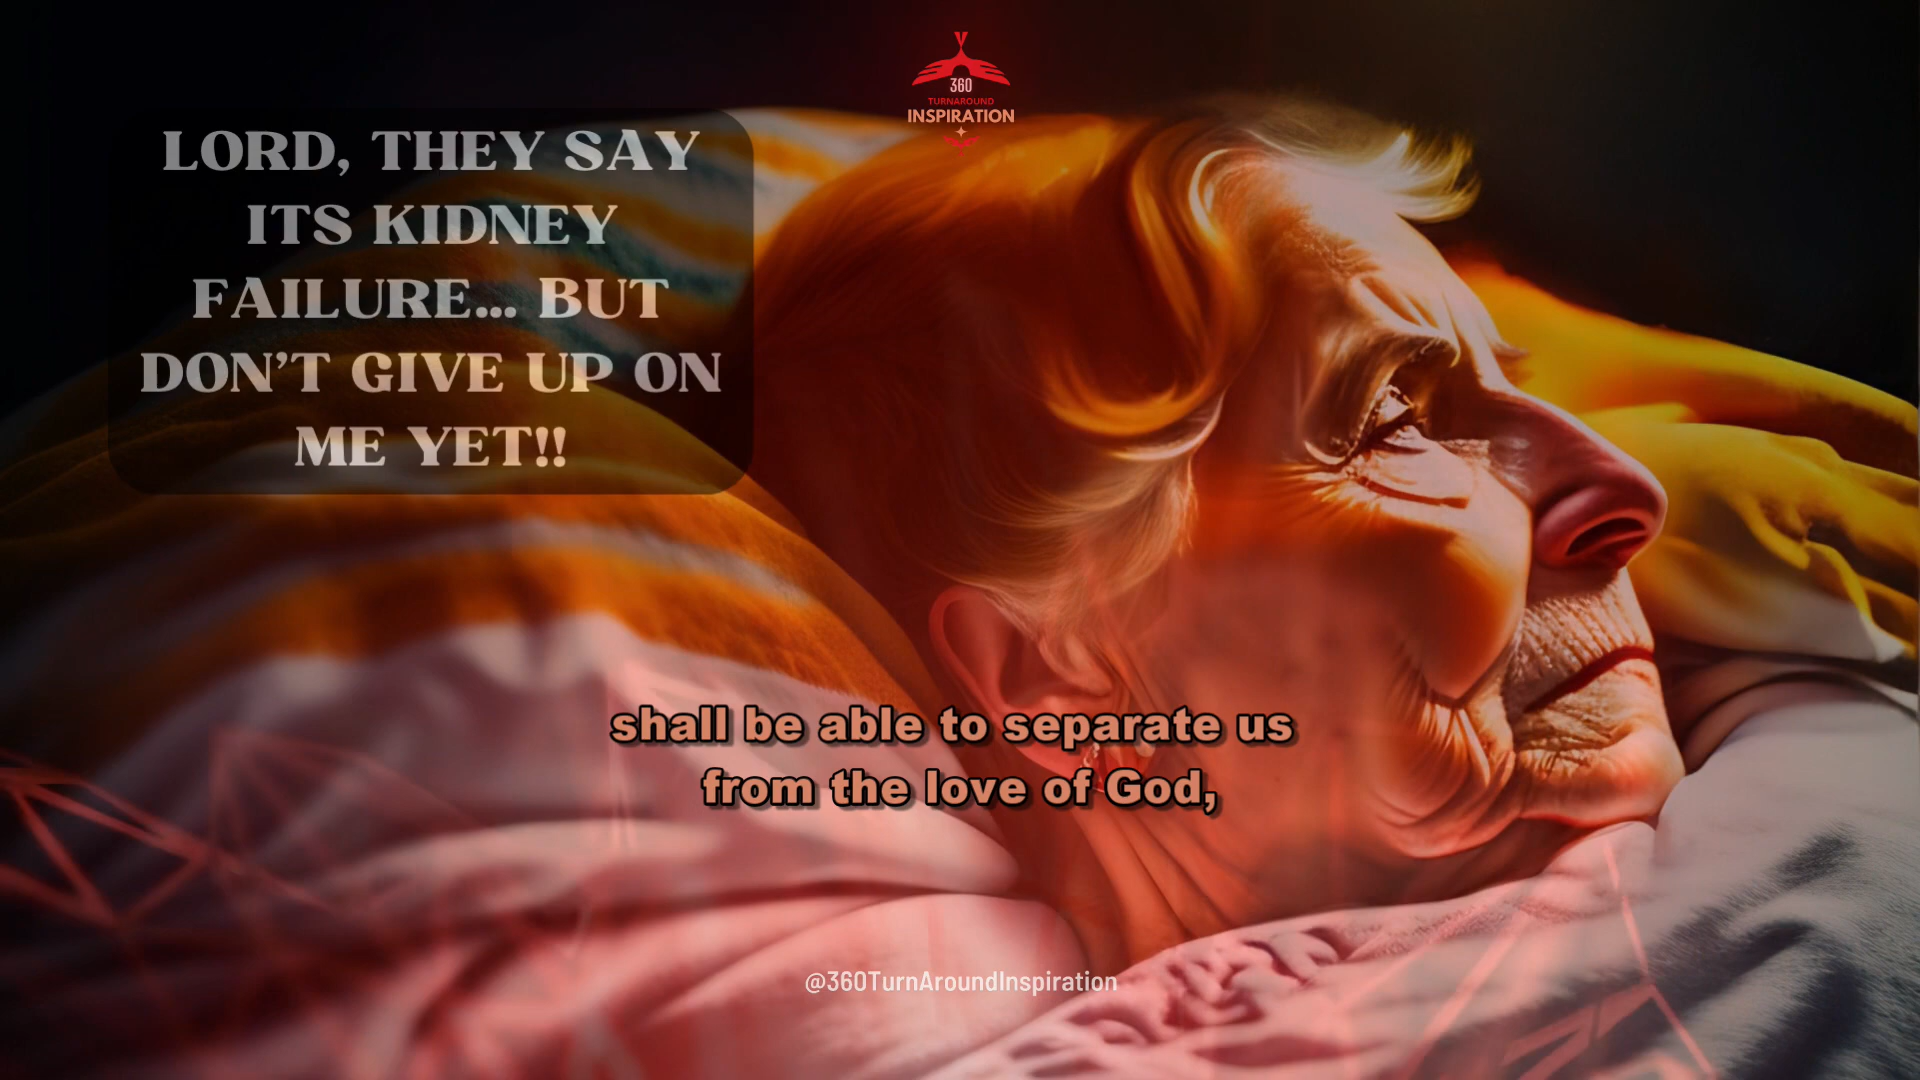 360
TURNAROUND
INSPIRATION
LORD, THEY SAY
ITS KIDNEY
FAILURE... BUT
DON'T GIVE UP ON
ME YET!!
shall be able to separate us
from the love of God,
@360TurnAroundInspiration